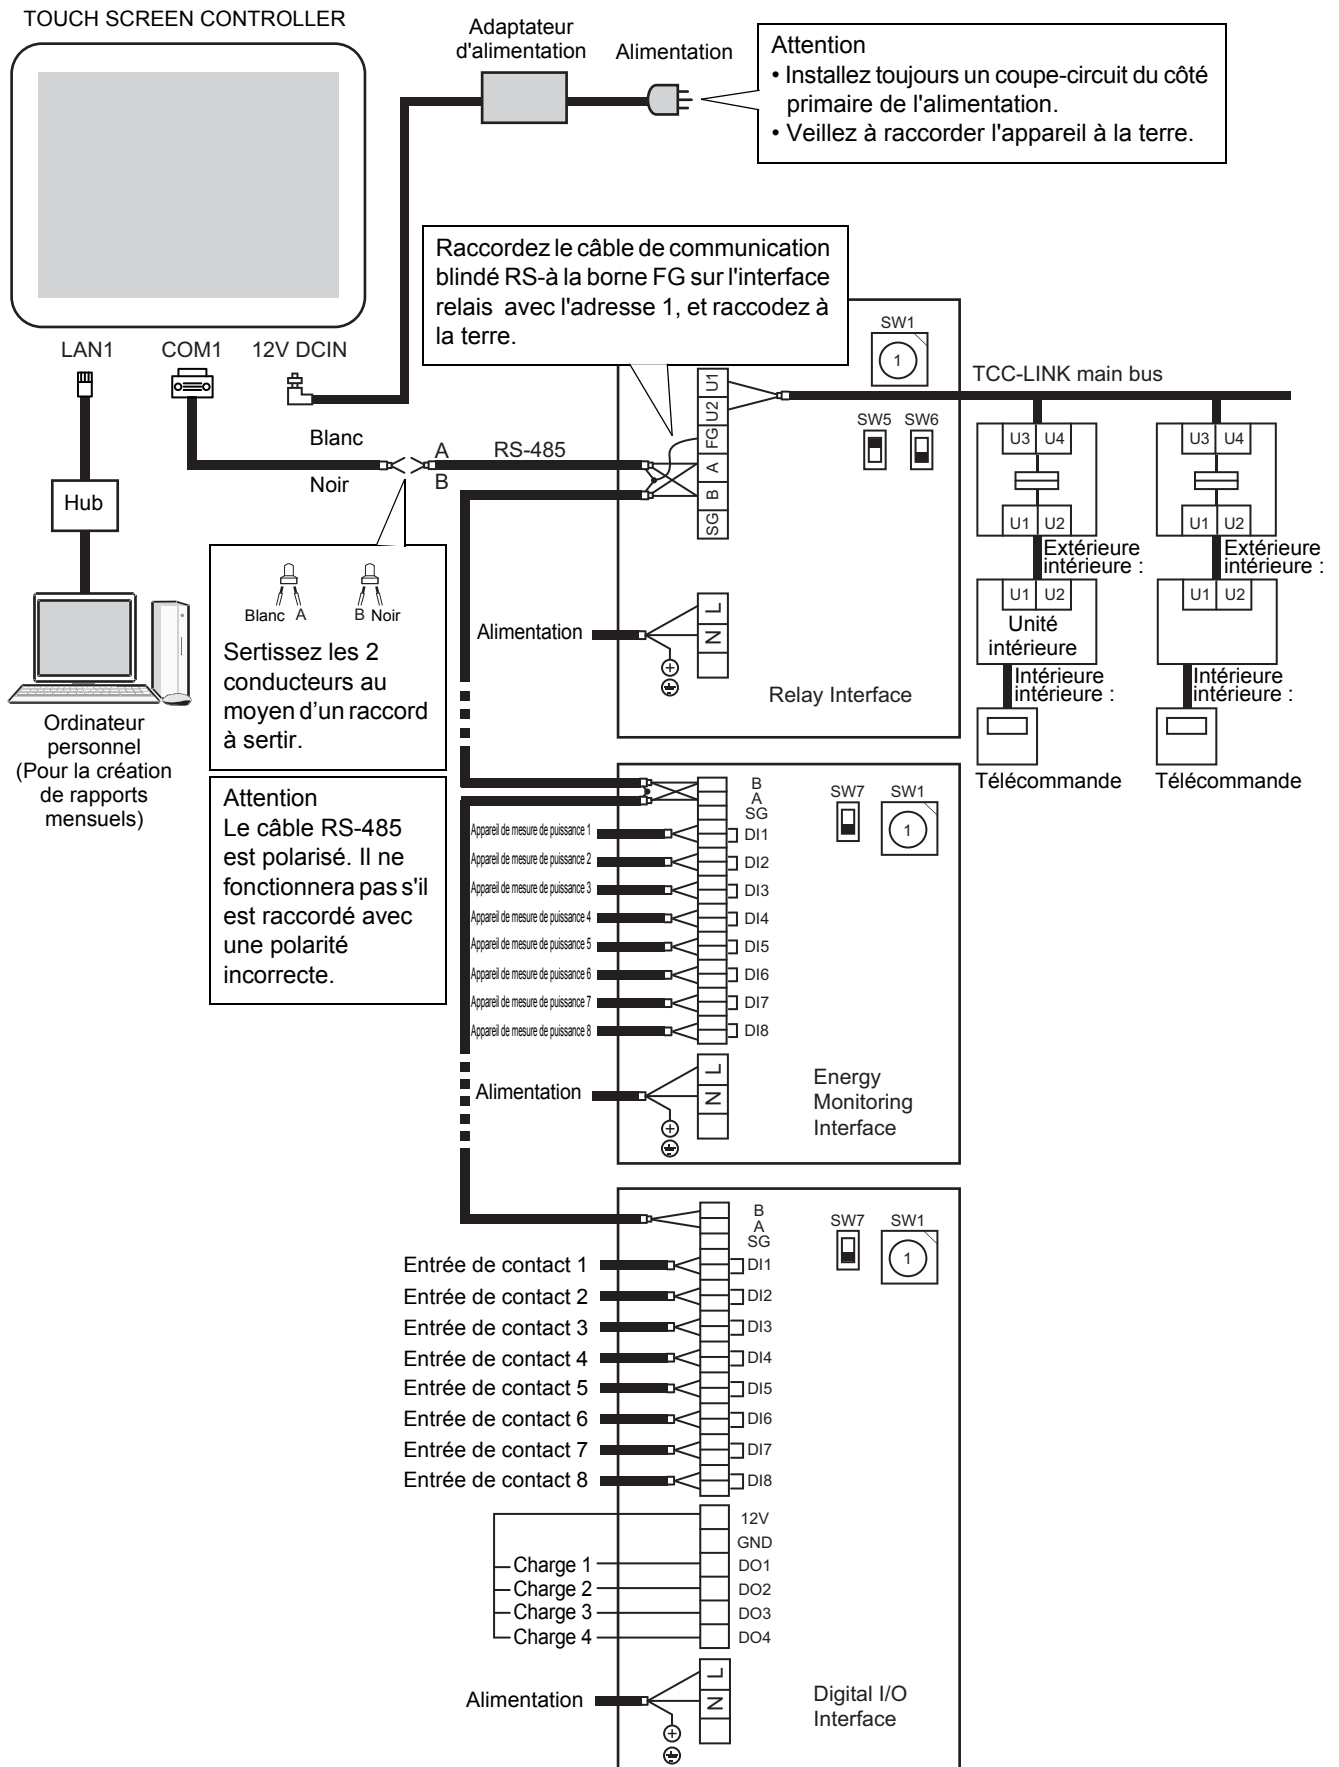 TOUCH SCREEN CONTROLLER
Adaptateur
d'alimentation
Alimentation
Attention
• Installez toujours un coupe-circuit du côté
primaire de l'alimentation.
• Veillez à raccorder l'appareil à la terre.
Raccordez le câble de communication
blindé RS-à la borne FG sur l'interface
relais avec l'adresse 1, et raccodez à
la terre.
LAN1
COM1
12V DCIN
Blanc
Noir
A
B
RS-485
Hub
Ordinateur
personnel
(Pour la création
de rapports
mensuels)
Blanc A
B Noir
Sertissez les 2
conducteurs au
moyen d'un raccord
à sertir.
Attention
Le câble RS-485
est polarisé. Il ne
fonctionnera pas s'il
est raccordé avec
une polarité
incorrecte.
U1
U2
FG
A
B
SG
SW1
1
SW5
SW6
Alimentation
L
N
Relay Interface
TCC-LINK main bus
U3 U4
U1 U2
Extérieure
intérieure :
U1 U2
Unité
intérieure
Intérieure
intérieure :
Télécommande
U3 U4
U1 U2
Extérieure
intérieure :
U1 U2
Intérieure
intérieure :
Télécommande
B
A
SG
SW7
SW1
1
Appareil de mesure de puissance 1
DI1
Appareil de mesure de puissance 2
DI2
Appareil de mesure de puissance 3
DI3
Appareil de mesure de puissance 4
DI4
Appareil de mesure de puissance 5
DI5
Appareil de mesure de puissance 6
DI6
Appareil de mesure de puissance 7
DI7
Appareil de mesure de puissance 8
DI8
Alimentation
L
N
Energy
Monitoring
Interface
B
A
SG
SW7
SW1
1
Entrée de contact 1
DI1
Entrée de contact 2
DI2
Entrée de contact 3
DI3
Entrée de contact 4
DI4
Entrée de contact 5
DI5
Entrée de contact 6
DI6
Entrée de contact 7
DI7
Entrée de contact 8
DI8
12V
GND
Charge 1
DO1
Charge 2
DO2
Charge 3
DO3
Charge 4
DO4
Alimentation
L
N
Digital I/O
Interface